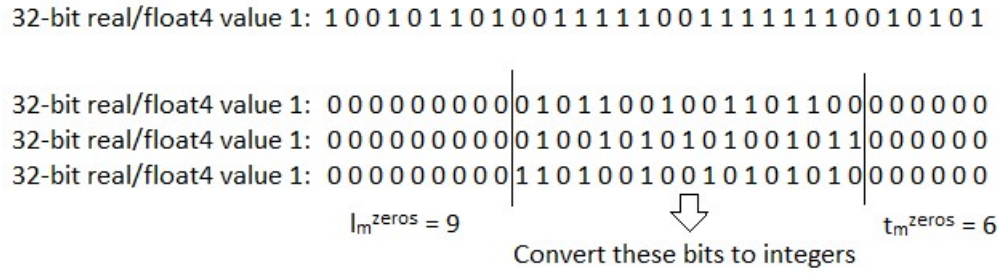 32-bit real/float4 value 1: 1 0 0 1 0 1 1 0 1 0 0 1 1 1 1 1 0 0 1 1 1 1 1 1 1 0 0 1 0 1 0 1
32-bit real/float4 value 1: 0 0 0 0 0 0 0 0 0 0 1 0 1 1 0 0 1 0 0 1 1 0 1 1 0 0 0 0 0 0 0 0
32-bit real/float4 value 1: 0 0 0 0 0 0 0 0 0 0 1 0 0 1 0 1 0 1 0 1 0 0 1 0 1 1 0 0 0 0 0 0
32-bit real/float4 value 1: 0 0 0 0 0 0 0 0 0 1 1 0 1 0 0 1 0 0 1 0 1 0 1 0 1 0 0 0 0 0 0 0
lm^zeros = 9 tm^zeros = 6
Convert these bits to integers